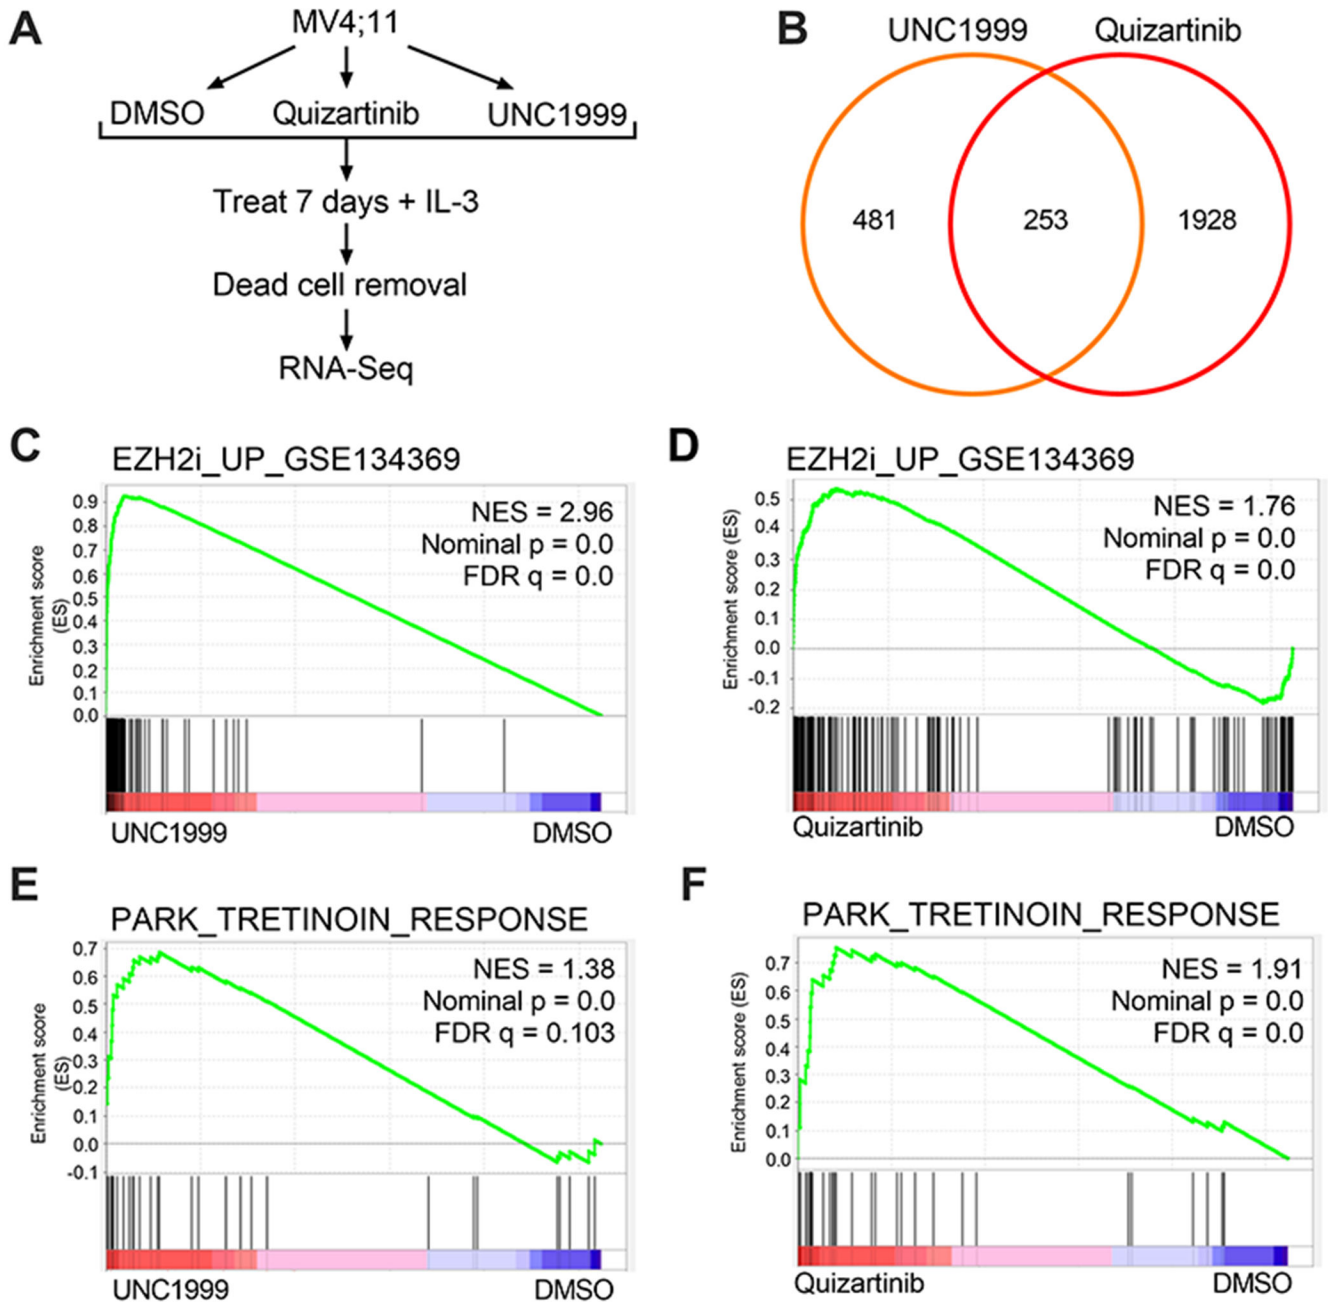 A
MV4;11
DMSO Quizartinib UNC1999
Treat 7 days + IL-3
Dead cell removal
RNA-Seq
B
UNC1999 Quizartinib
481 253 1928
C
EZH2i_UP_GSE134369
NES = 2.96
Nominal p = 0.0
FDR q = 0.0
Enrichment score
(ES)
0.9
0.8
0.7
0.6
0.5
0.4
0.3
0.2
0.1
0.0
UNC1999 DMSO
D
EZH2i_UP_GSE134369
NES = 1.76
Nominal p = 0.0
FDR q = 0.0
Enrichment score (ES)
0.5
0.4
0.3
0.2
0.1
0.0
-0.1
-0.2
Quizartinib DMSO
E
PARK_TRETINOIN_RESPONSE
NES = 1.38
Nominal p = 0.0
FDR q = 0.103
Enrichment score
(ES)
0.7
0.6
0.5
0.4
0.3
0.2
0.1
0.0
-0.1
UNC1999 DMSO
F
PARK_TRETINOIN_RESPONSE
NES = 1.91
Nominal p = 0.0
FDR q = 0.0
Enrichment score (ES)
0.7
0.6
0.5
0.4
0.3
0.2
0.1
0.0
Quizartinib DMSO